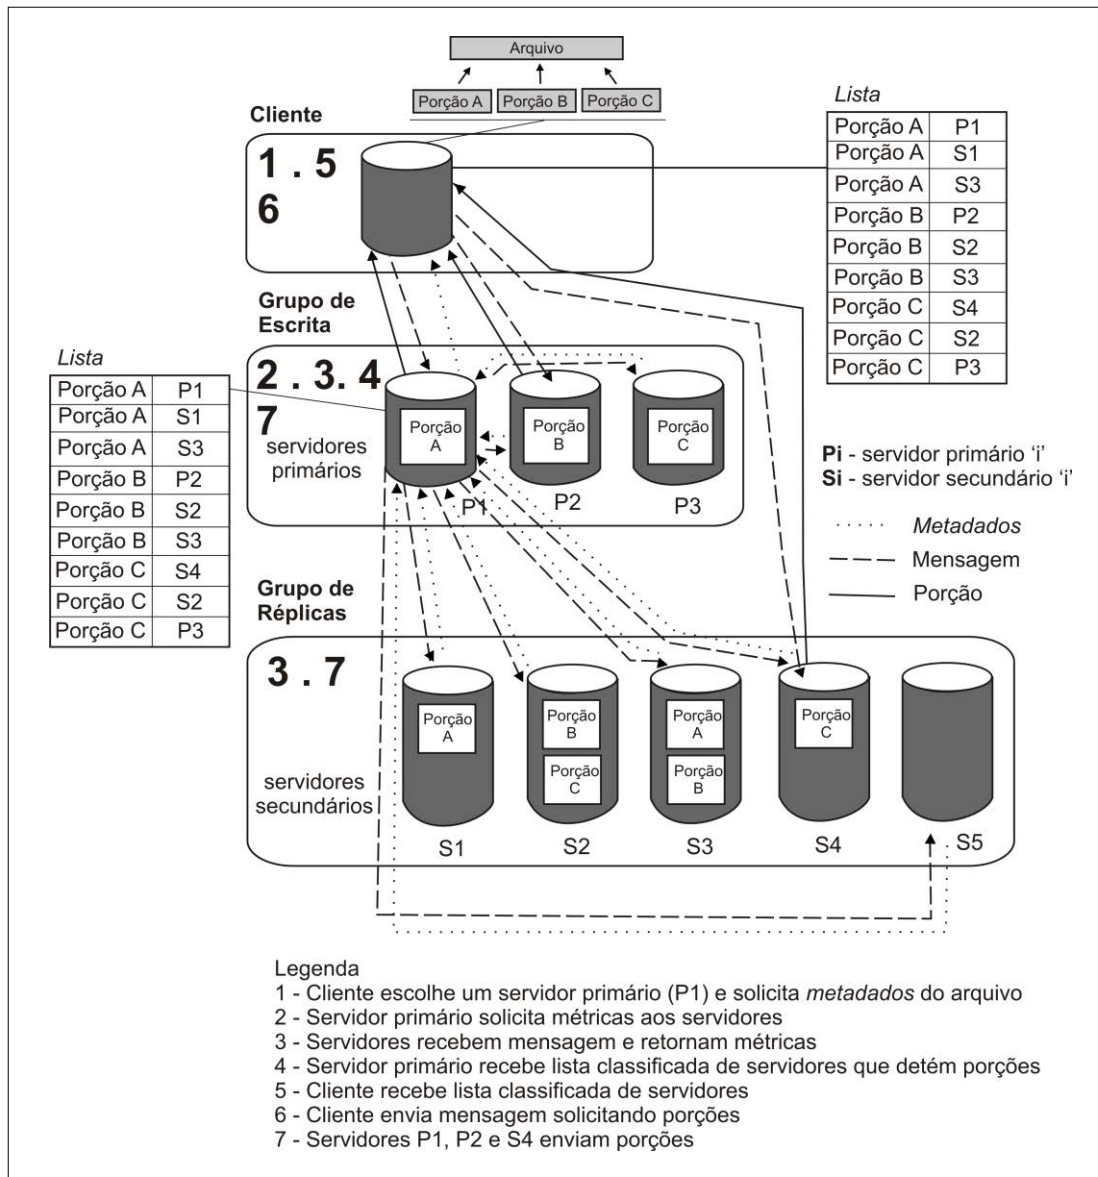 Arquivo
Porção A Porção B Porção C
Cliente
1 . 5
6
Lista
Porção A P1
Porção A S1
Porção A S3
Porção B P2
Porção B S2
Porção B S3
Porção C S4
Porção C S2
Porção C P3
Grupo de
Escrita
2 . 3. 4
7
servidores
primários
Porção
A
Porção
B
Porção
C
P1
P2
P3
Lista
Porção A P1
Porção A S1
Porção A S3
Porção B P2
Porção B S2
Porção B S3
Porção C S4
Porção C S2
Porção C P3
Pi - servidor primário ‘i’
Si - servidor secundário ‘i’
Metadados
Mensagem
Porção
Grupo de
Réplicas
3 . 7
servidores
secundários
Porção
A
Porção
B
Porção
C
Porção
A
Porção
B
Porção
C
S1
S2
S3
S4
S5
Legenda
1 - Cliente escolhe um servidor primário (P1) e solicita metadados do arquivo
2 - Servidor primário solicita métricas aos servidores
3 - Servidores recebem mensagem e retornam métricas
4 - Servidor primário recebe lista classificada de servidores que detém porções
5 - Cliente recebe lista classificada de servidores
6 - Cliente envia mensagem solicitando porções
7 - Servidores P1, P2 e S4 enviam porções